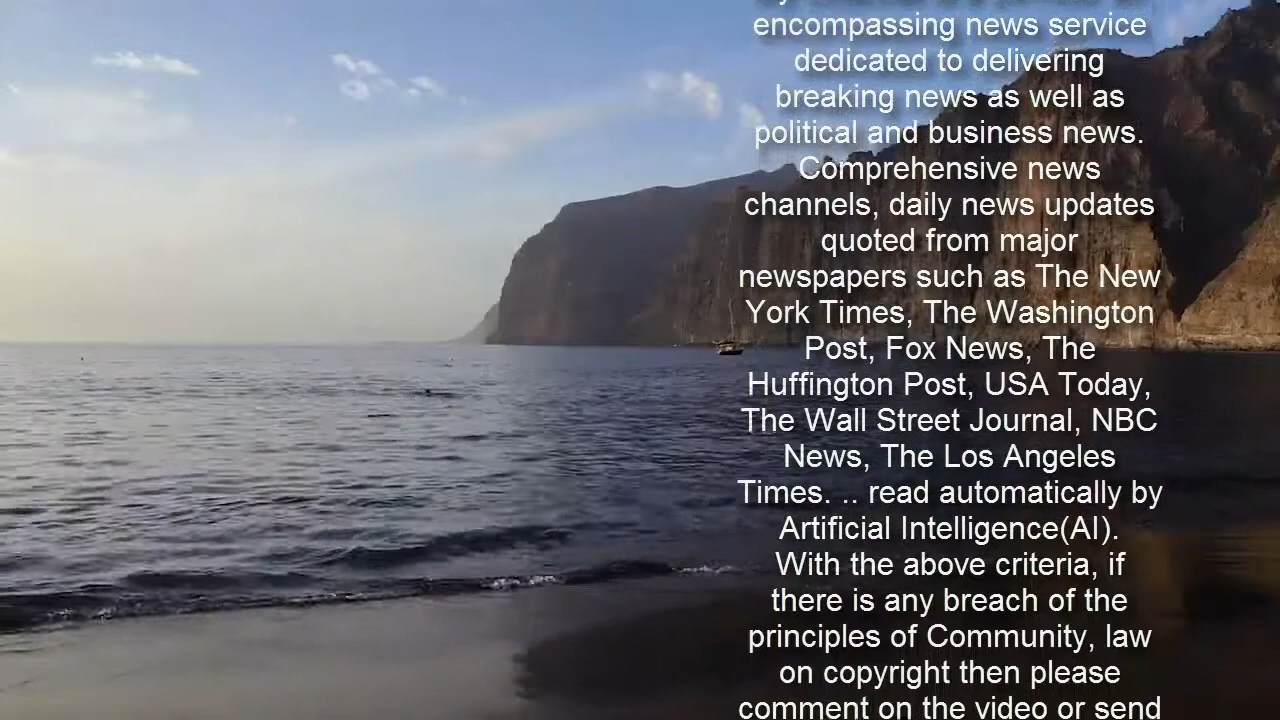 encompassing news service
dedicated to delivering
breaking news as well as
political and business news.
Comprehensive news
channels, daily news updates
quoted from major
newspapers such as The New
York Times, The Washington
Post, Fox News, The
Huffington Post, USA Today,
The Wall Street Journal, NBC
News, The Los Angeles
Times. .. read automatically by
Artificial Intelligence(AI).
With the above criteria, if
there is any breach of the
principles of Community, law
on copyright then please
comment on the video or send